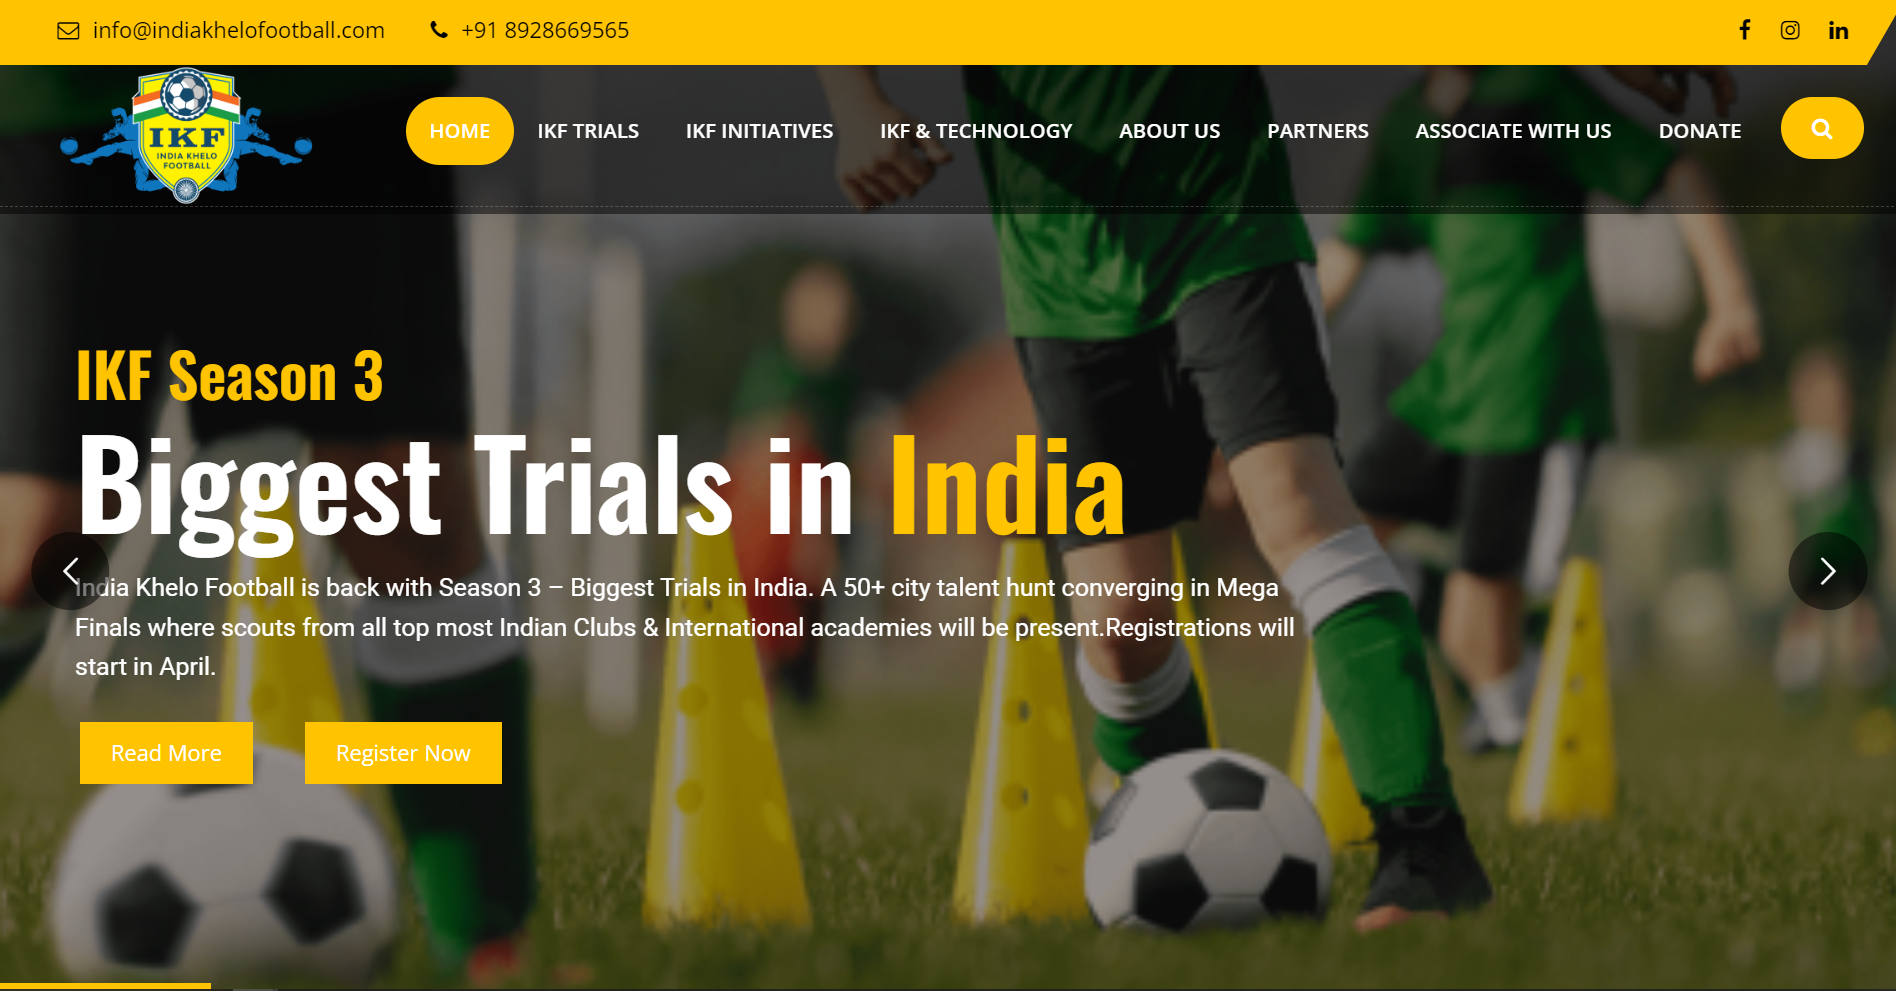 info@indiakhelofootball.com
+91 8928669565
IKF
INDIA KHELO
FOOTBALL
HOME
IKF TRIALS
IKF INITIATIVES
IKF & TECHNOLOGY
ABOUT US
PARTNERS
ASSOCIATE WITH US
DONATE
IKF Season 3
Biggest Trials in India
India Khelo Football is back with Season 3 – Biggest Trials in India. A 50+ city talent hunt converging in Mega
Finals where scouts from all top most Indian Clubs & International academies will be present.Registrations will
start in April.
Read More
Register Now